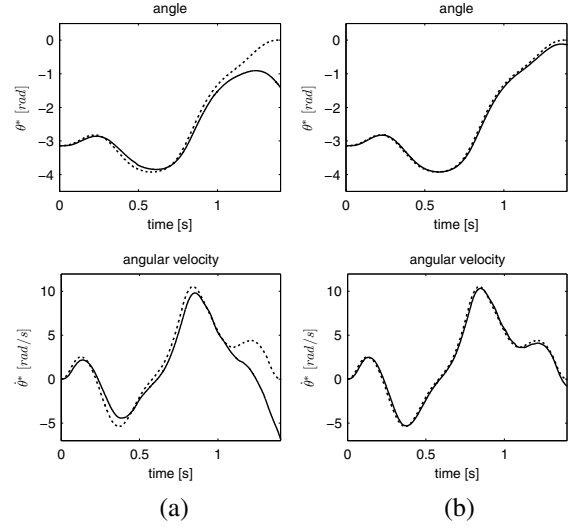 angle
angle
0
−1
−2
−3
−4
θ* [rad]
0
0.5
1
time [s]
0
−1
−2
−3
−4
θ* [rad]
0
0.5
1
time [s]
angular velocity
angular velocity
10
5
0
−5
θ̇* [rad/s]
0
0.5
1
time [s]
10
5
0
−5
θ̇* [rad/s]
0
0.5
1
time [s]
(a)
(b)